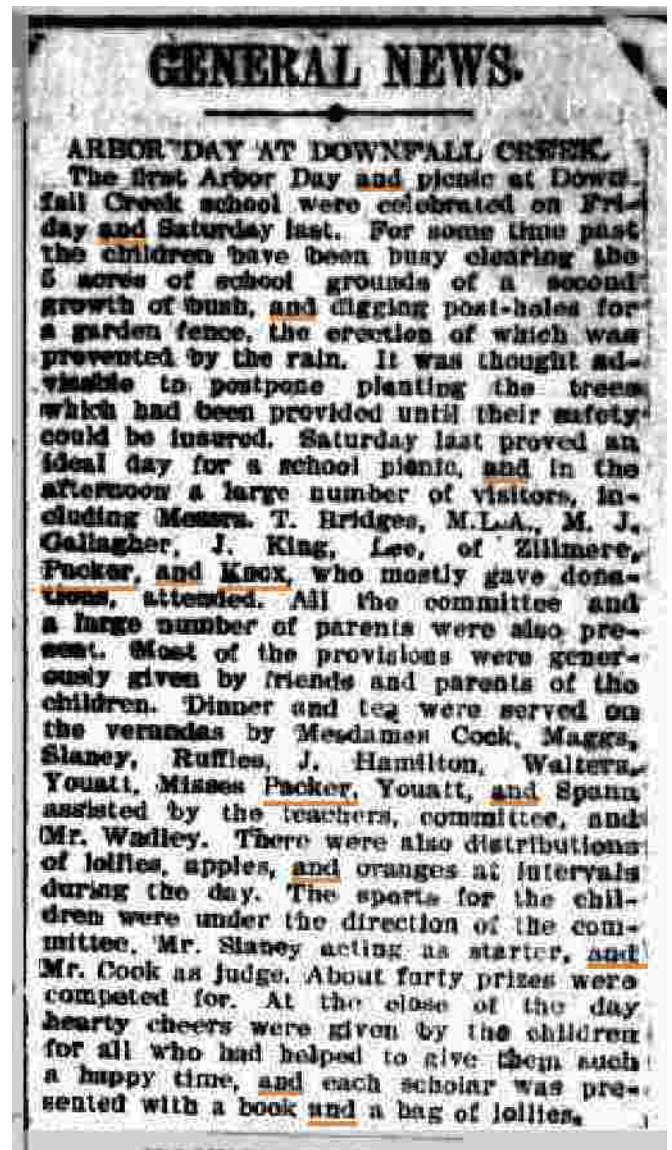 GENERAL NEWS.
ARBOR DAY AT DOWNFALL CREEK.
The first Arbor Day and picnic at Down-
fall Creek school were celebrated on Fri-
day and Saturday last. For some time past
the children have been busy clearing the
5 acres of school grounds of a second
growth of bush, and digging post-holes for
a garden fence, the erection of which was
prevented by the rain. It was thought ad-
visable to postpone planting the trees
which had been provided until their safety
could be insured. Saturday last proved an
ideal day for a school picnic, and in the
afternoon a large number of visitors, in-
cluding Messrs. T. Bridges, M.L.A., M. J.
Gallagher, J. King, Lee, of Zillmere,
Packer, and Knox, who mostly gave dona-
tions, attended. All the committee and
a large number of parents were also pre-
sent. Most of the provisions were gener-
ously given by friends and parents of the
children. Dinner and tea were served on
the verandas by Mesdames Cock, Maggs,
Slaney, Ruffles, J. Hamilton, Walters,
Youatt, Misses Packer, Youatt, and Spann
assisted by the teachers, committee, and
Mr. Wadley. There were also distributions
of lollies, apples, and oranges at intervals
during the day. The sports for the chil-
dren were under the direction of the com-
mittee, Mr. Slaney acting as starter, and
Mr. Cook as judge. About forty prizes were
competed for. At the close of the day
hearty cheers were given by the children
for all who had helped to give them such
a happy time, and each scholar was pre-
sented with a book and a bag of lollies.